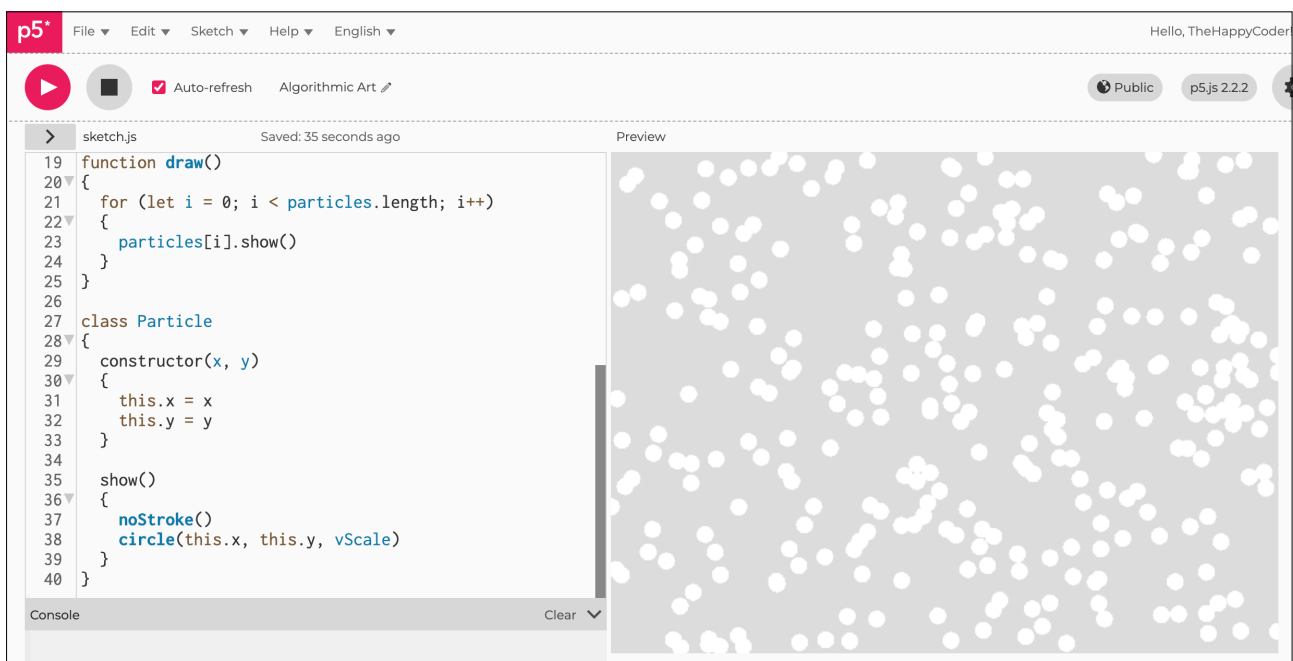 p5* File Edit Sketch Help English Hello, TheHappyCoder!
Auto-refresh Algorithmic Art Public p5.js 2.2.2
> sketch.js Saved: 35 seconds ago Preview
19 function draw()
20 {
21   for (let i = 0; i < particles.length; i++)
22   {
23     particles[i].show()
24   }
25 }
26
27 class Particle
28 {
29   constructor(x, y)
30   {
31     this.x = x
32     this.y = y
33   }
34
35   show()
36   {
37     noStroke()
38     circle(this.x, this.y, vScale)
39   }
40 }
Console Clear